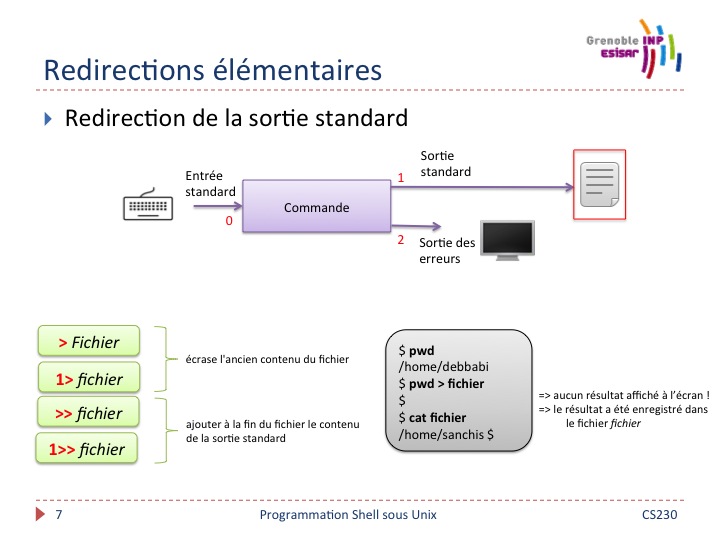 Grenoble INP
ESISAR
Redirections élémentaires
Redirection de la sortie standard
Entrée
standard
0
Commande
1
Sortie
standard
2
Sortie des
erreurs
> Fichier
1> fichier
écrase l'ancien contenu du fichier
>> fichier
1>> fichier
ajouter à la fin du fichier le contenu
de la sortie standard
$ pwd
/home/debbabi
$ pwd > fichier
$
$ cat fichier
/home/sanchis $
=> aucun résultat affiché à l'écran !
=> le résultat a été enregistré dans
le fichier fichier
7
Programmation Shell sous Unix
CS230